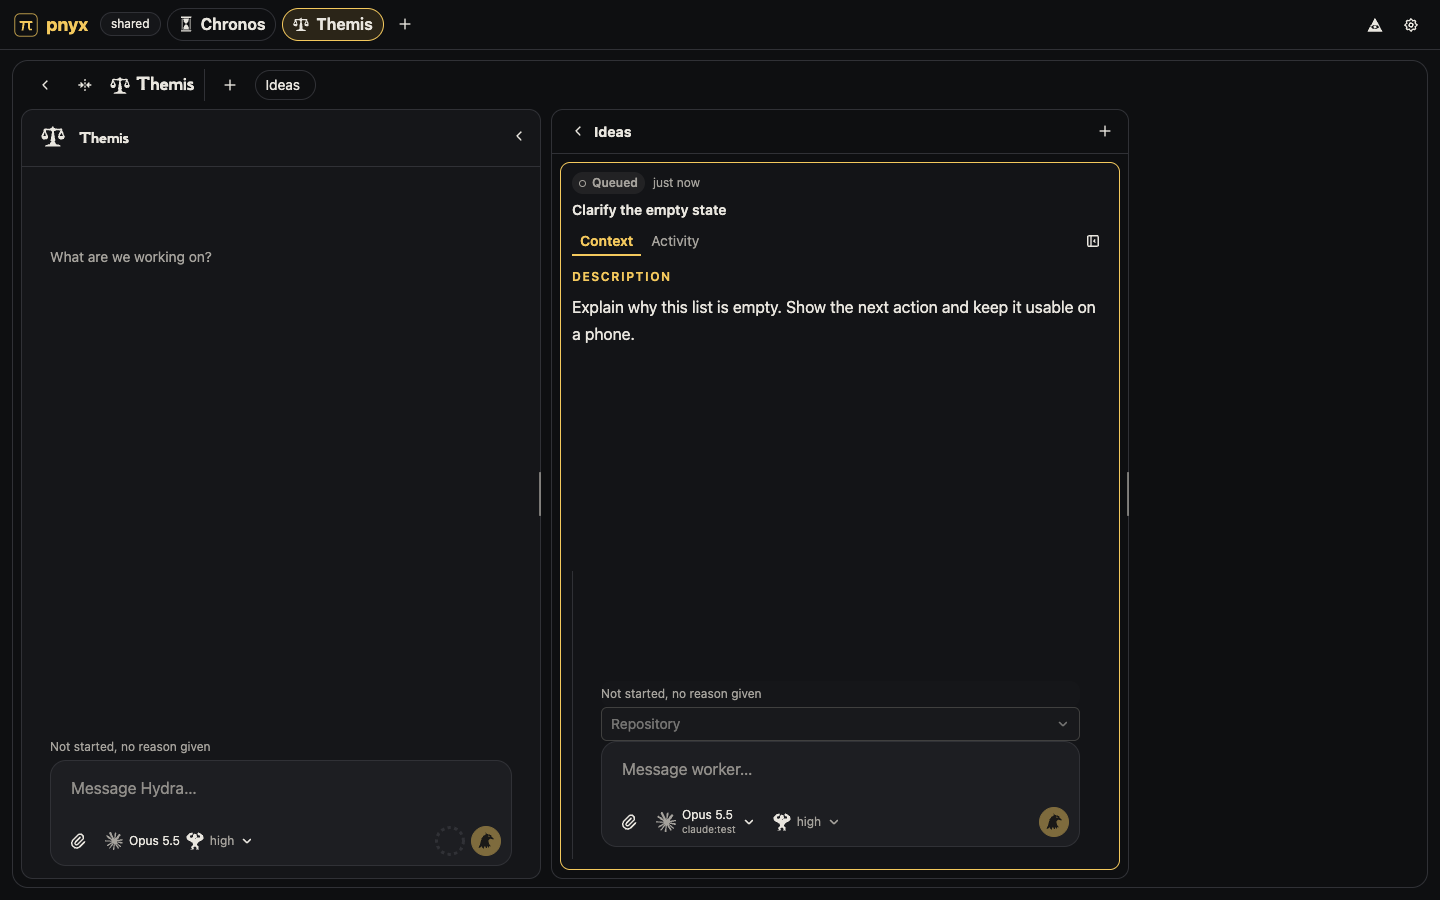 π pnyx shared Chronos Themis
Themis Ideas
Themis
What are we working on?
Not started, no reason given
Message Hydra...
Opus 5.5 high
Ideas
Queued just now
Clarify the empty state
Context Activity
DESCRIPTION
Explain why this list is empty. Show the next action and keep it usable on
a phone.
Not started, no reason given
Repository
Message worker...
Opus 5.5
claude:test
high